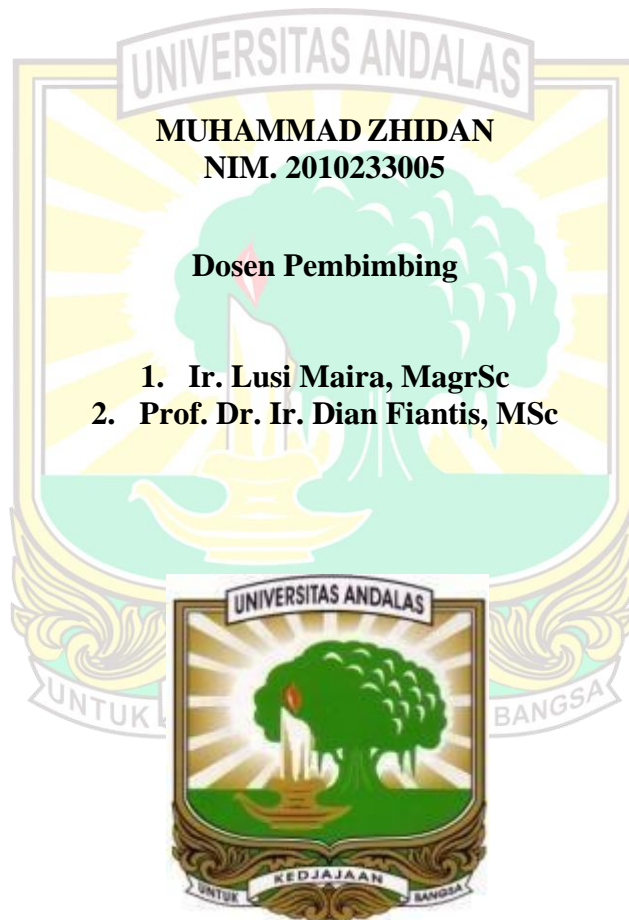 UNIVERSITAS ANDALAS
MUHAMMAD ZHIDAN
NIM. 2010233005
Dosen Pembimbing
1. Ir. Lusi Maira, MagrSc
2. Prof. Dr. Ir. Dian Fiantis, MSc
UNIVERSITAS ANDALAS
UNTUK BANGSA
UNTUK KEDJAJAAN BANGSA